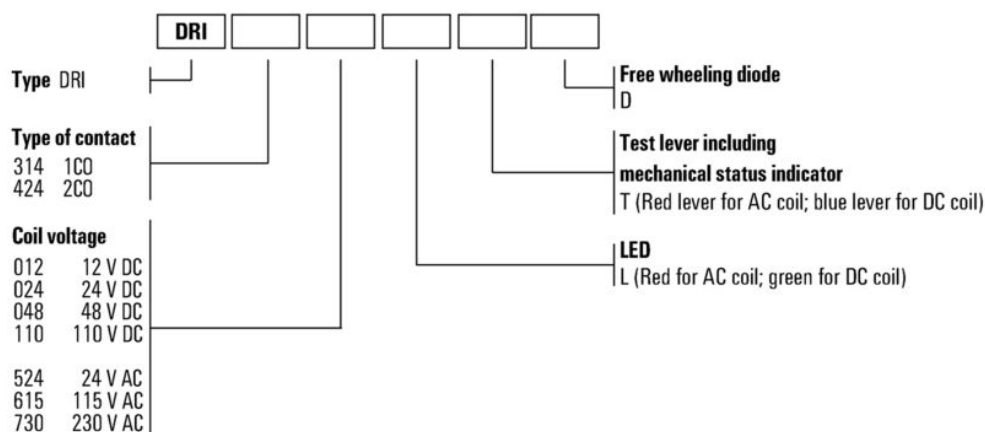 DRI
Type DRI
Type of contact
314 1CO
424 2CO
Coil voltage
012 12 V DC
024 24 V DC
048 48 V DC
110 110 V DC
524 24 V AC
615 115 V AC
730 230 V AC
Free wheeling diode
D
Test lever including
mechanical status indicator
T (Red lever for AC coil; blue lever for DC coil)
LED
L (Red for AC coil; green for DC coil)